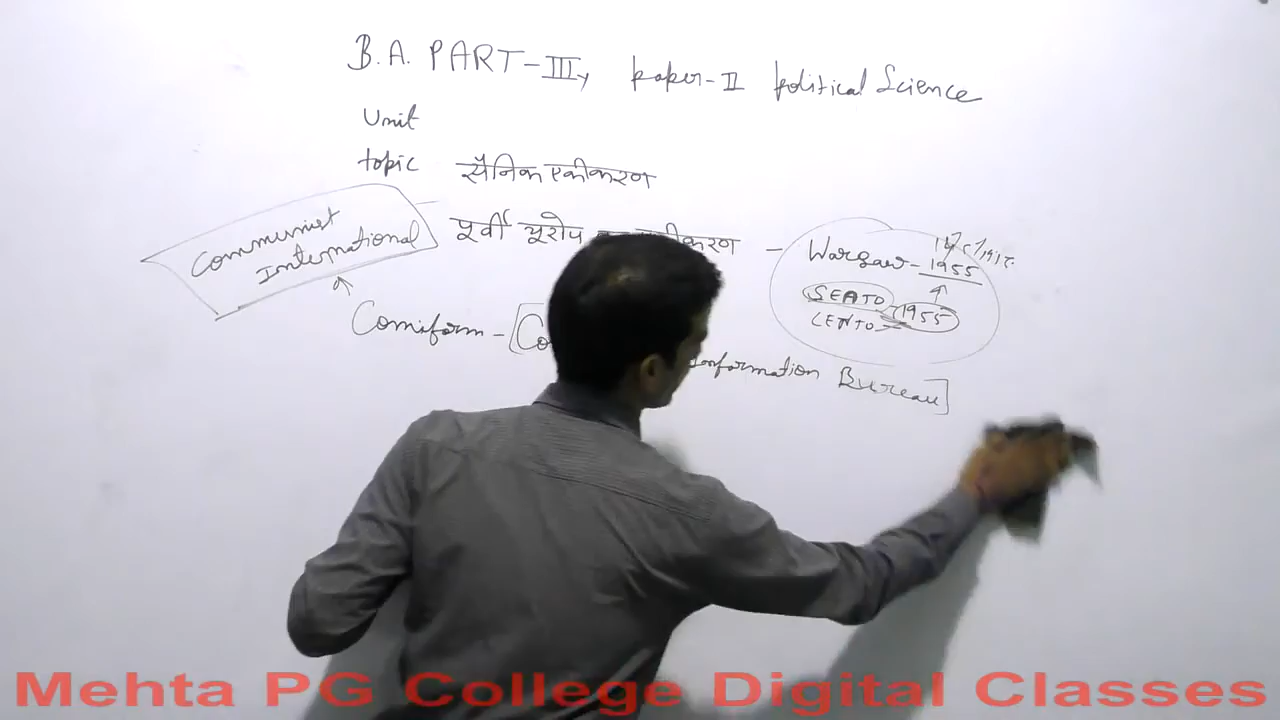 B.A. PART-III, paper-II political Science
Unit
topic सैनिक एकीकरण
पूर्वी यूरोप एकीकरण - Warsaw - 1955
Communist
International
SEATO 1955
CENTO
Comiform - [Co
Information Bureau]
Mehta PG College Digital Classes